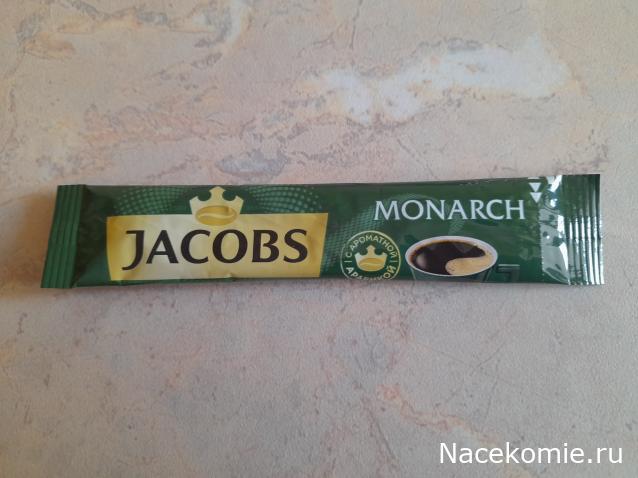 JACOBS
MONARCH
С АРОМАТНОЙ
АРАБИКОЙ
Nacekomie.ru